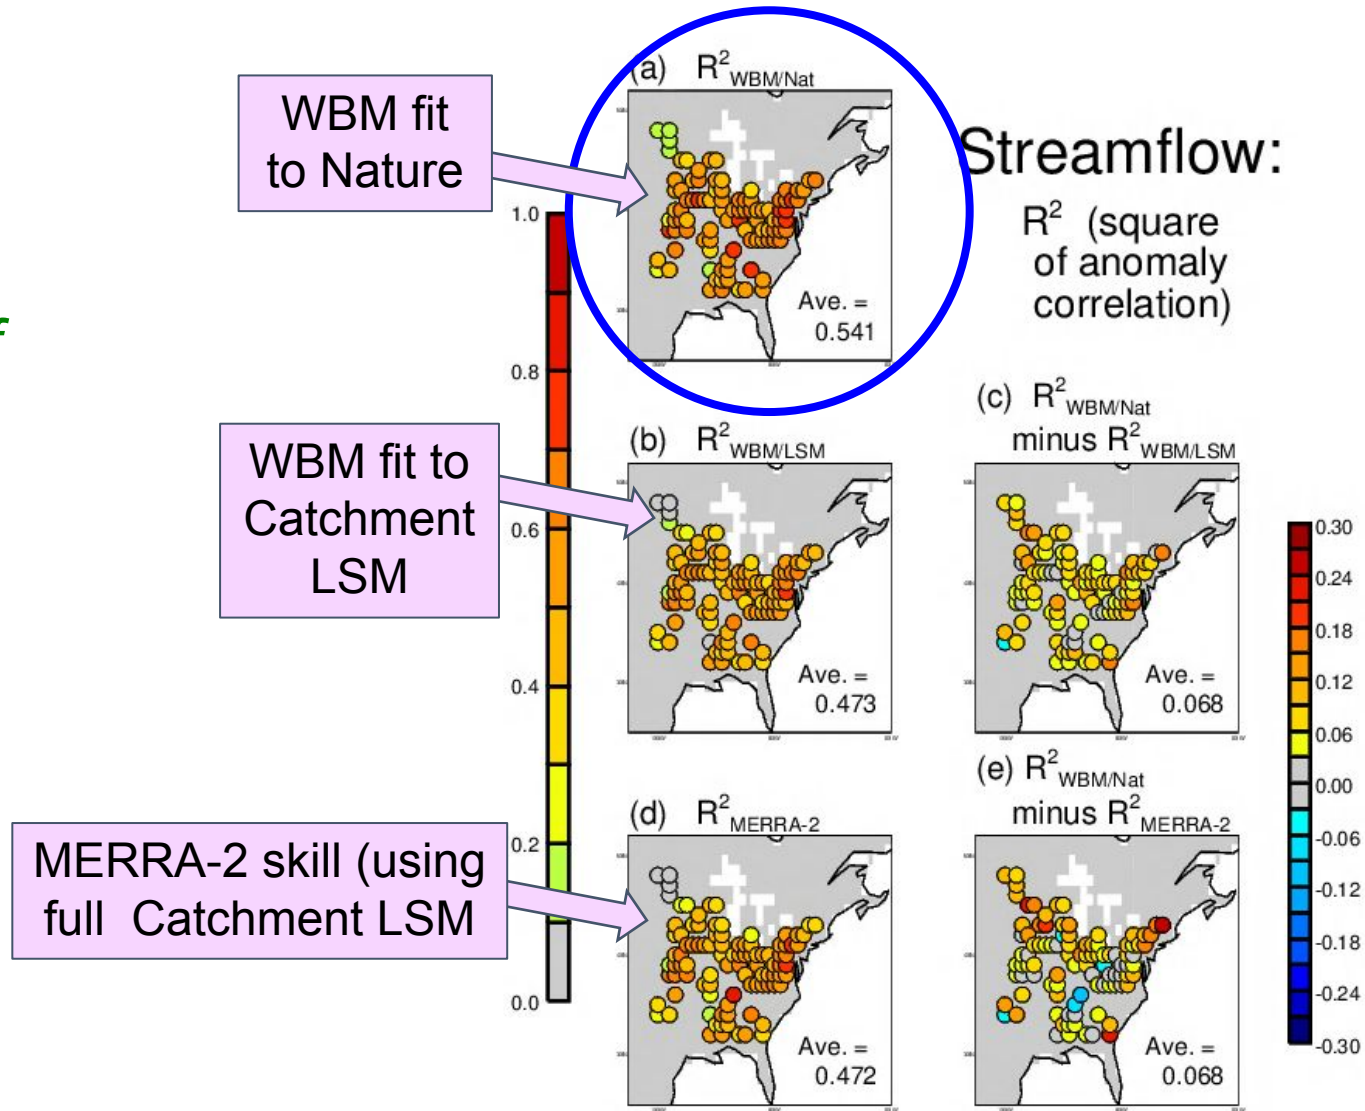 (a) R²WBM/Nat
WBM fit
to Nature
Streamflow:
R² (square
of anomaly
correlation)
Ave. =
0.541
1.0
0.8
0.6
0.4
0.2
0.0
WBM fit to
Catchment
LSM
(b) R²WBM/LSM
Ave. =
0.473
(c) R²WBM/Nat
minus R²WBM/LSM
Ave. =
0.068
MERRA-2 skill (using
full Catchment LSM
(d) R²MERRA-2
Ave. =
0.472
(e) R²WBM/Nat
minus R²MERRA-2
Ave. =
0.068
0.30
0.24
0.18
0.12
0.06
0.00
-0.06
-0.12
-0.18
-0.24
-0.30